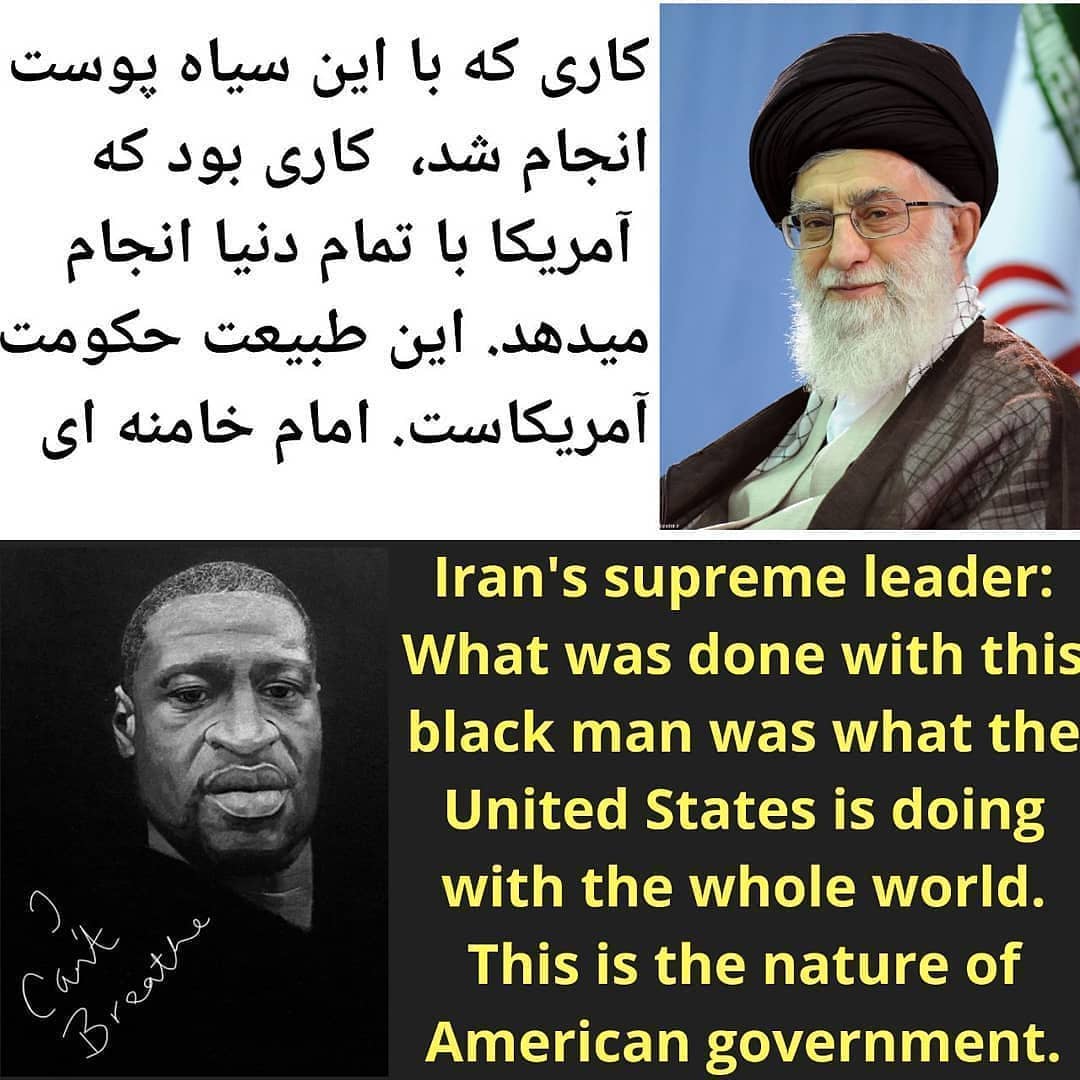 کاری که با این سیاه پوست
انجام شد، کاری بود که
آمریکا با تمام دنیا انجام
میدهد. این طبیعت حکومت
آمریکاست. امام خامنه ای
Iran's supreme leader:
What was done with this
black man was what the
United States is doing
with the whole world.
This is the nature of
American government.
I
Can't
Breathe